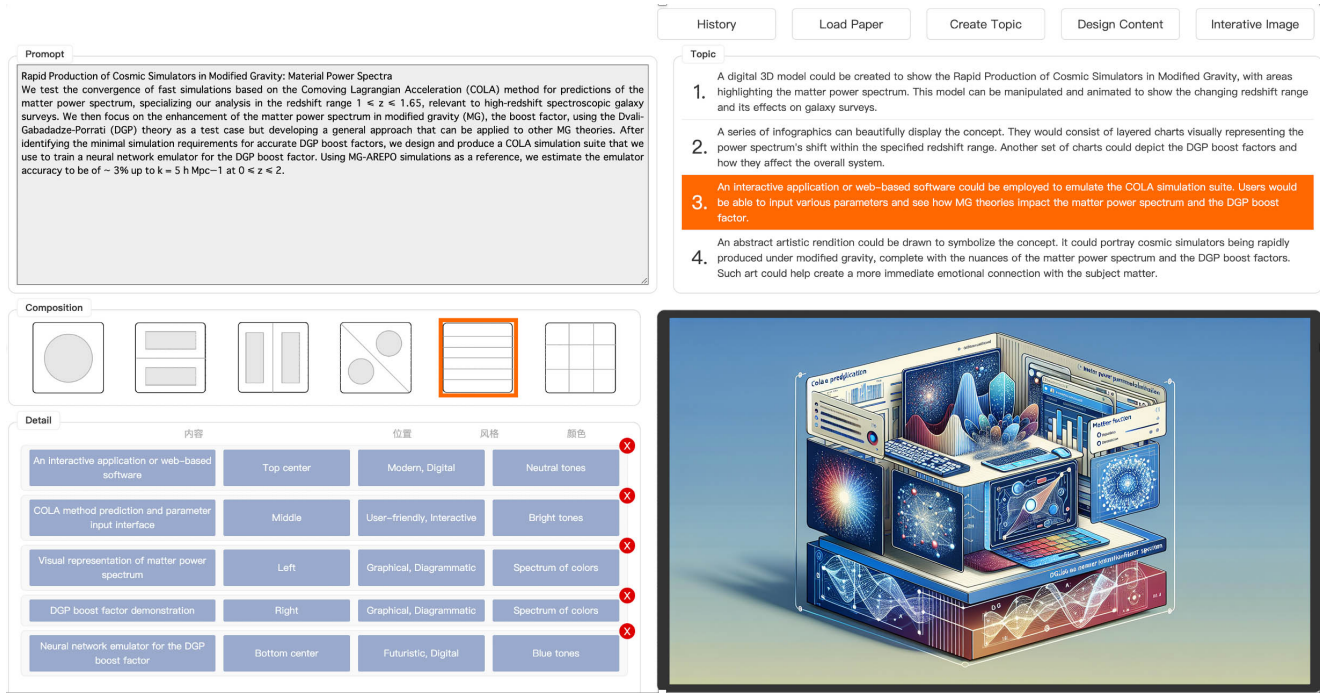 History
Load Paper
Create Topic
Design Content
Interative Image
Promopt
Rapid Production of Cosmic Simulators in Modified Gravity: Material Power Spectra
We test the convergence of fast simulations based on the Comoving Lagrangian Acceleration (COLA) method for predictions of the
matter power spectrum, specializing our analysis in the redshift range 1 ≤ z ≤ 1.65, relevant to high-redshift spectroscopic galaxy
surveys. We then focus on the enhancement of the matter power spectrum in modified gravity (MG), the boost factor, using the Dvali-
Gabadadze-Porrati (DGP) theory as a test case but developing a general approach that can be applied to other MG theories. After
identifying the minimal simulation requirements for accurate DGP boost factors, we design and produce a COLA simulation suite that we
use to train a neural network emulator for the DGP boost factor. Using MG-AREPO simulations as a reference, we estimate the emulator
accuracy to be of ~ 3% up to k = 5 h Mpc−1 at 0 ≤ z ≤ 2.
Topic
1.
A digital 3D model could be created to show the Rapid Production of Cosmic Simulators in Modified Gravity, with areas
highlighting the matter power spectrum. This model can be manipulated and animated to show the changing redshift range
and its effects on galaxy surveys.
2.
A series of infographics can beautifully display the concept. They would consist of layered charts visually representing the
power spectrum's shift within the specified redshift range. Another set of charts could depict the DGP boost factors and
how they affect the overall system.
3.
An interactive application or web-based software could be employed to emulate the COLA simulation suite. Users would
be able to input various parameters and see how MG theories impact the matter power spectrum and the DGP boost
factor.
4.
An abstract artistic rendition could be drawn to symbolize the concept. It could portray cosmic simulators being rapidly
produced under modified gravity, complete with the nuances of the matter power spectrum and the DGP boost factors.
Such art could help create a more immediate emotional connection with the subject matter.
Composition
Detail
内容
位置
风格
颜色
An interactive application or web-based
software
Top center
Modern, Digital
Neutral tones
X
COLA method prediction and parameter
input interface
Middle
User-friendly, Interactive
Bright tones
X
Visual representation of matter power
spectrum
Left
Graphical, Diagrammatic
Spectrum of colors
X
DGP boost factor demonstration
Right
Graphical, Diagrammatic
Spectrum of colors
X
Neural network emulator for the DGP
boost factor
Bottom center
Futuristic, Digital
Blue tones
X